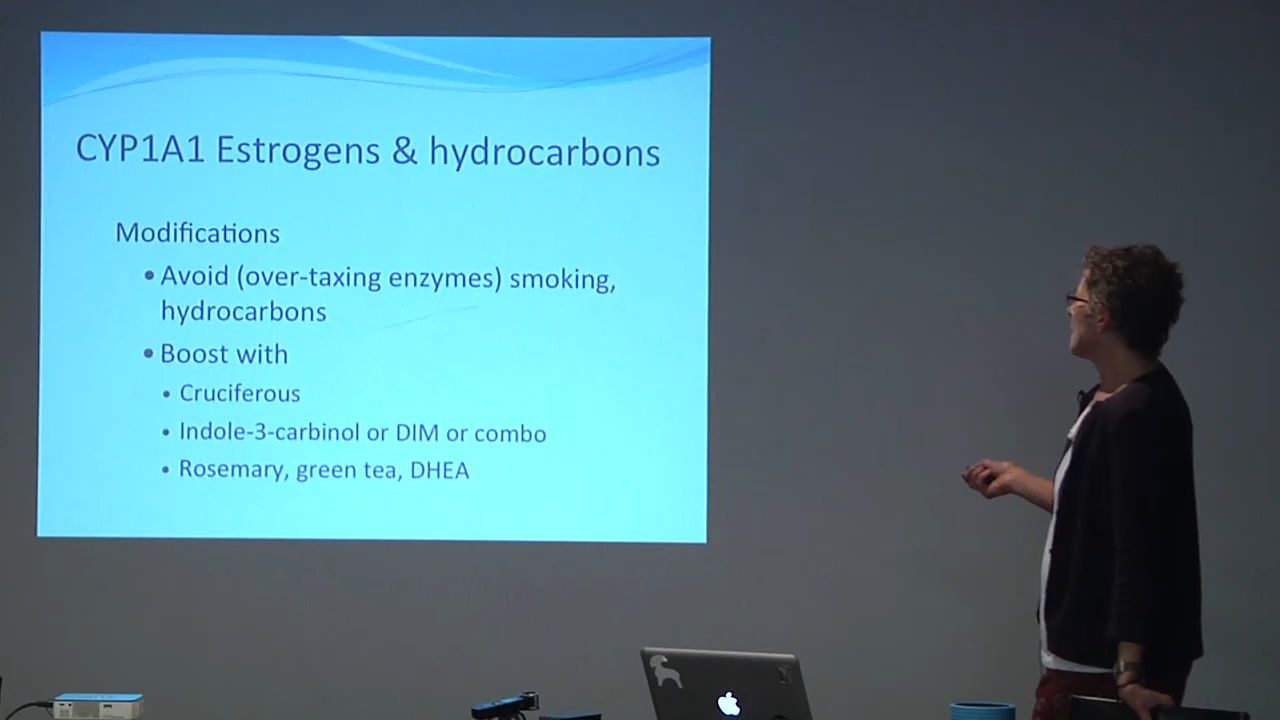 CYP1A1 Estrogens & hydrocarbons
Modifications
• Avoid (over-taxing enzymes) smoking,
hydrocarbons
• Boost with
• Cruciferous
• Indole-3-carbinol or DIM or combo
• Rosemary, green tea, DHEA